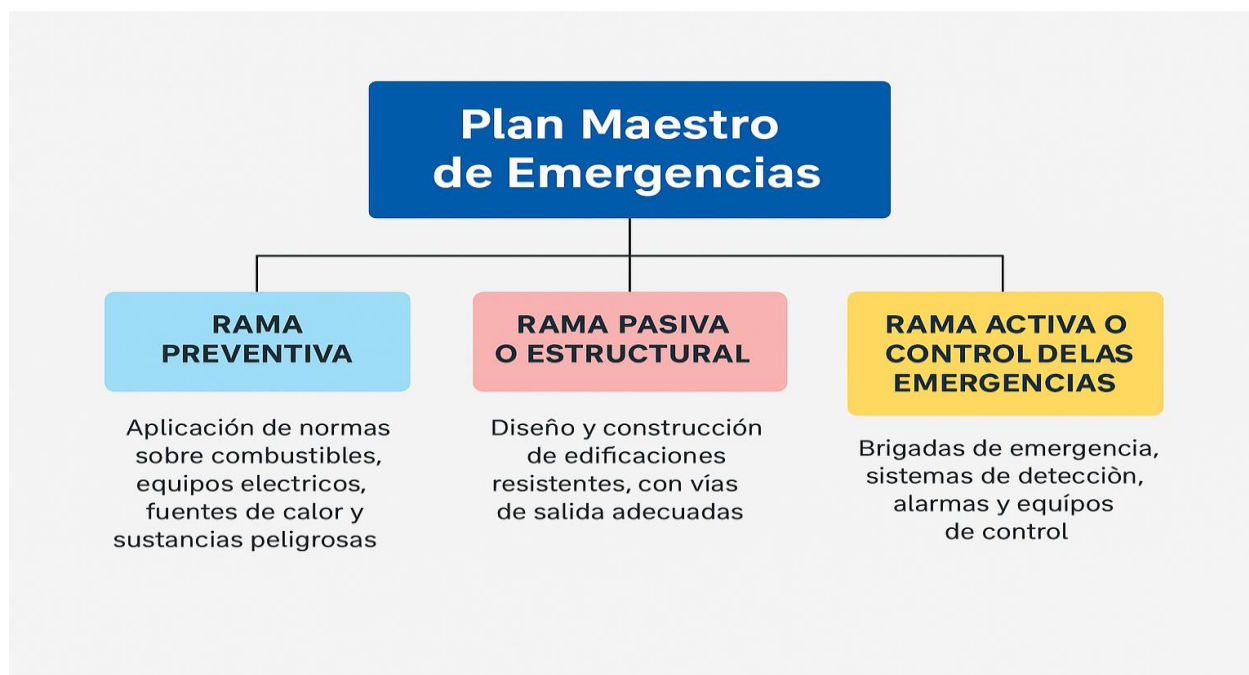 Plan Maestro
de Emergencias
RAMA
PREVENTIVA
Aplicación de normas
sobre combustibles,
equipos electricos,
fuentes de calor y
sustancias peligrosas
RAMA PASIVA
O ESTRUCTURAL
Diseño y construcción
de edificaciones
resistentes, con vías
de salida adecuadas
RAMA ACTIVA O
CONTROL DELAS
EMERGENCIAS
Brigadas de emergencia,
sistemas de detecciòn,
alarmas y equípos
de control